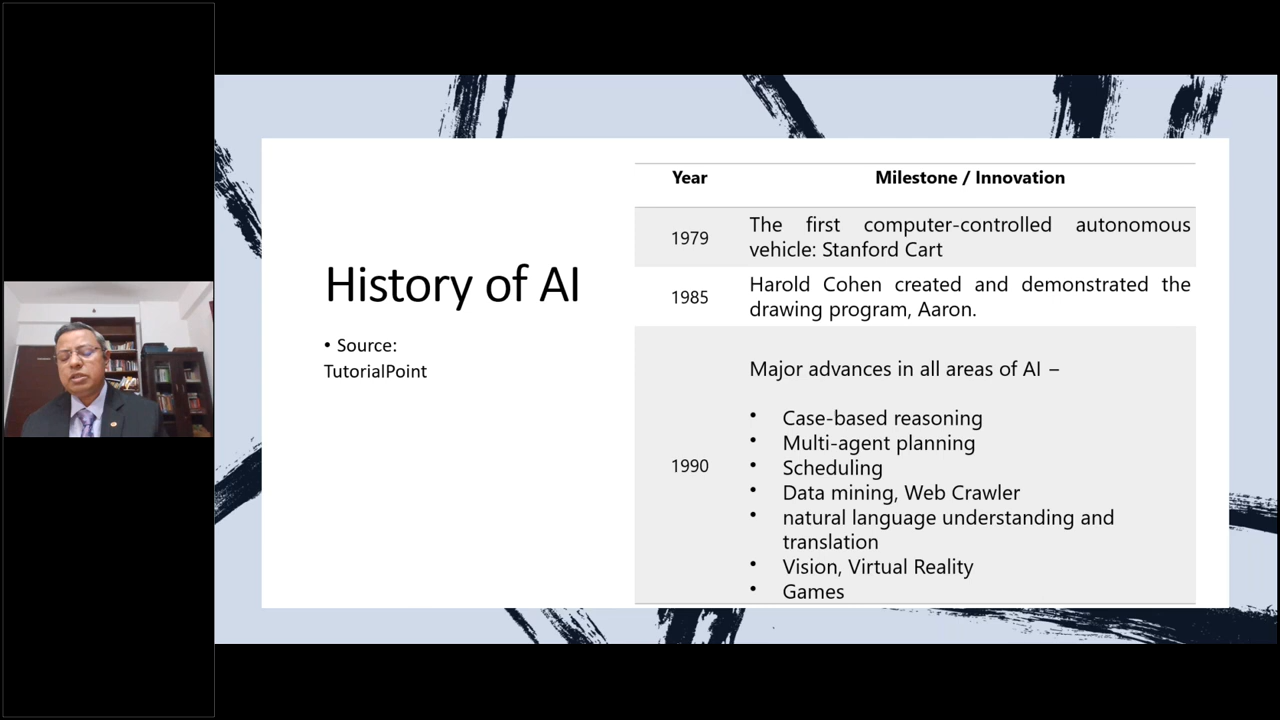 History of AI
• Source:
TutorialPoint
Year Milestone / Innovation
1979 The first computer-controlled autonomous
vehicle: Stanford Cart
1985 Harold Cohen created and demonstrated the
drawing program, Aaron.
1990 Major advances in all areas of AI –
• Case-based reasoning
• Multi-agent planning
• Scheduling
• Data mining, Web Crawler
• natural language understanding and
translation
• Vision, Virtual Reality
• Games